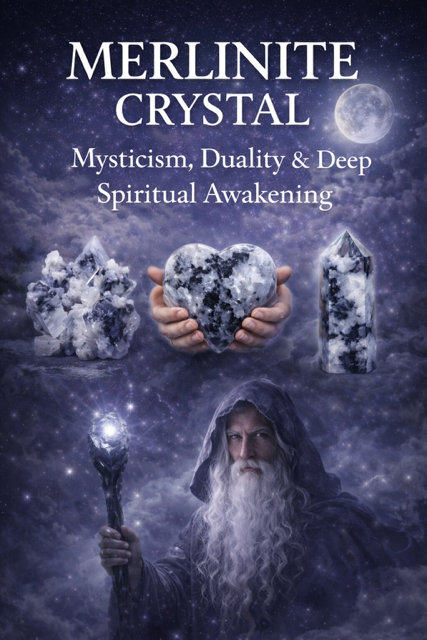 MERLINITE
CRYSTAL
Mysticism, Duality & Deep
Spiritual Awakening